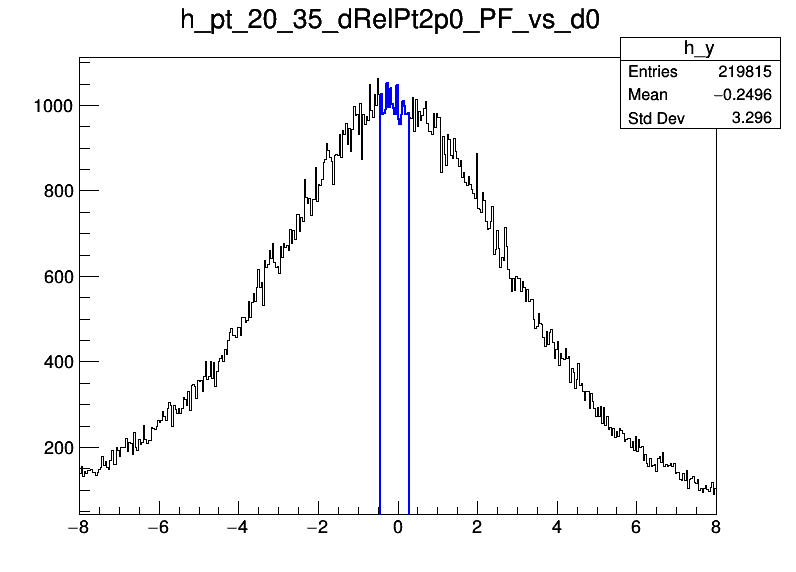 h_pt_20_35_dRelPt2p0_PF_vs_d0
h_y
Entries 219815
Mean −0.2496
Std Dev 3.296
1000
800
600
400
200
−8 −6 −4 −2 0 2 4 6 8